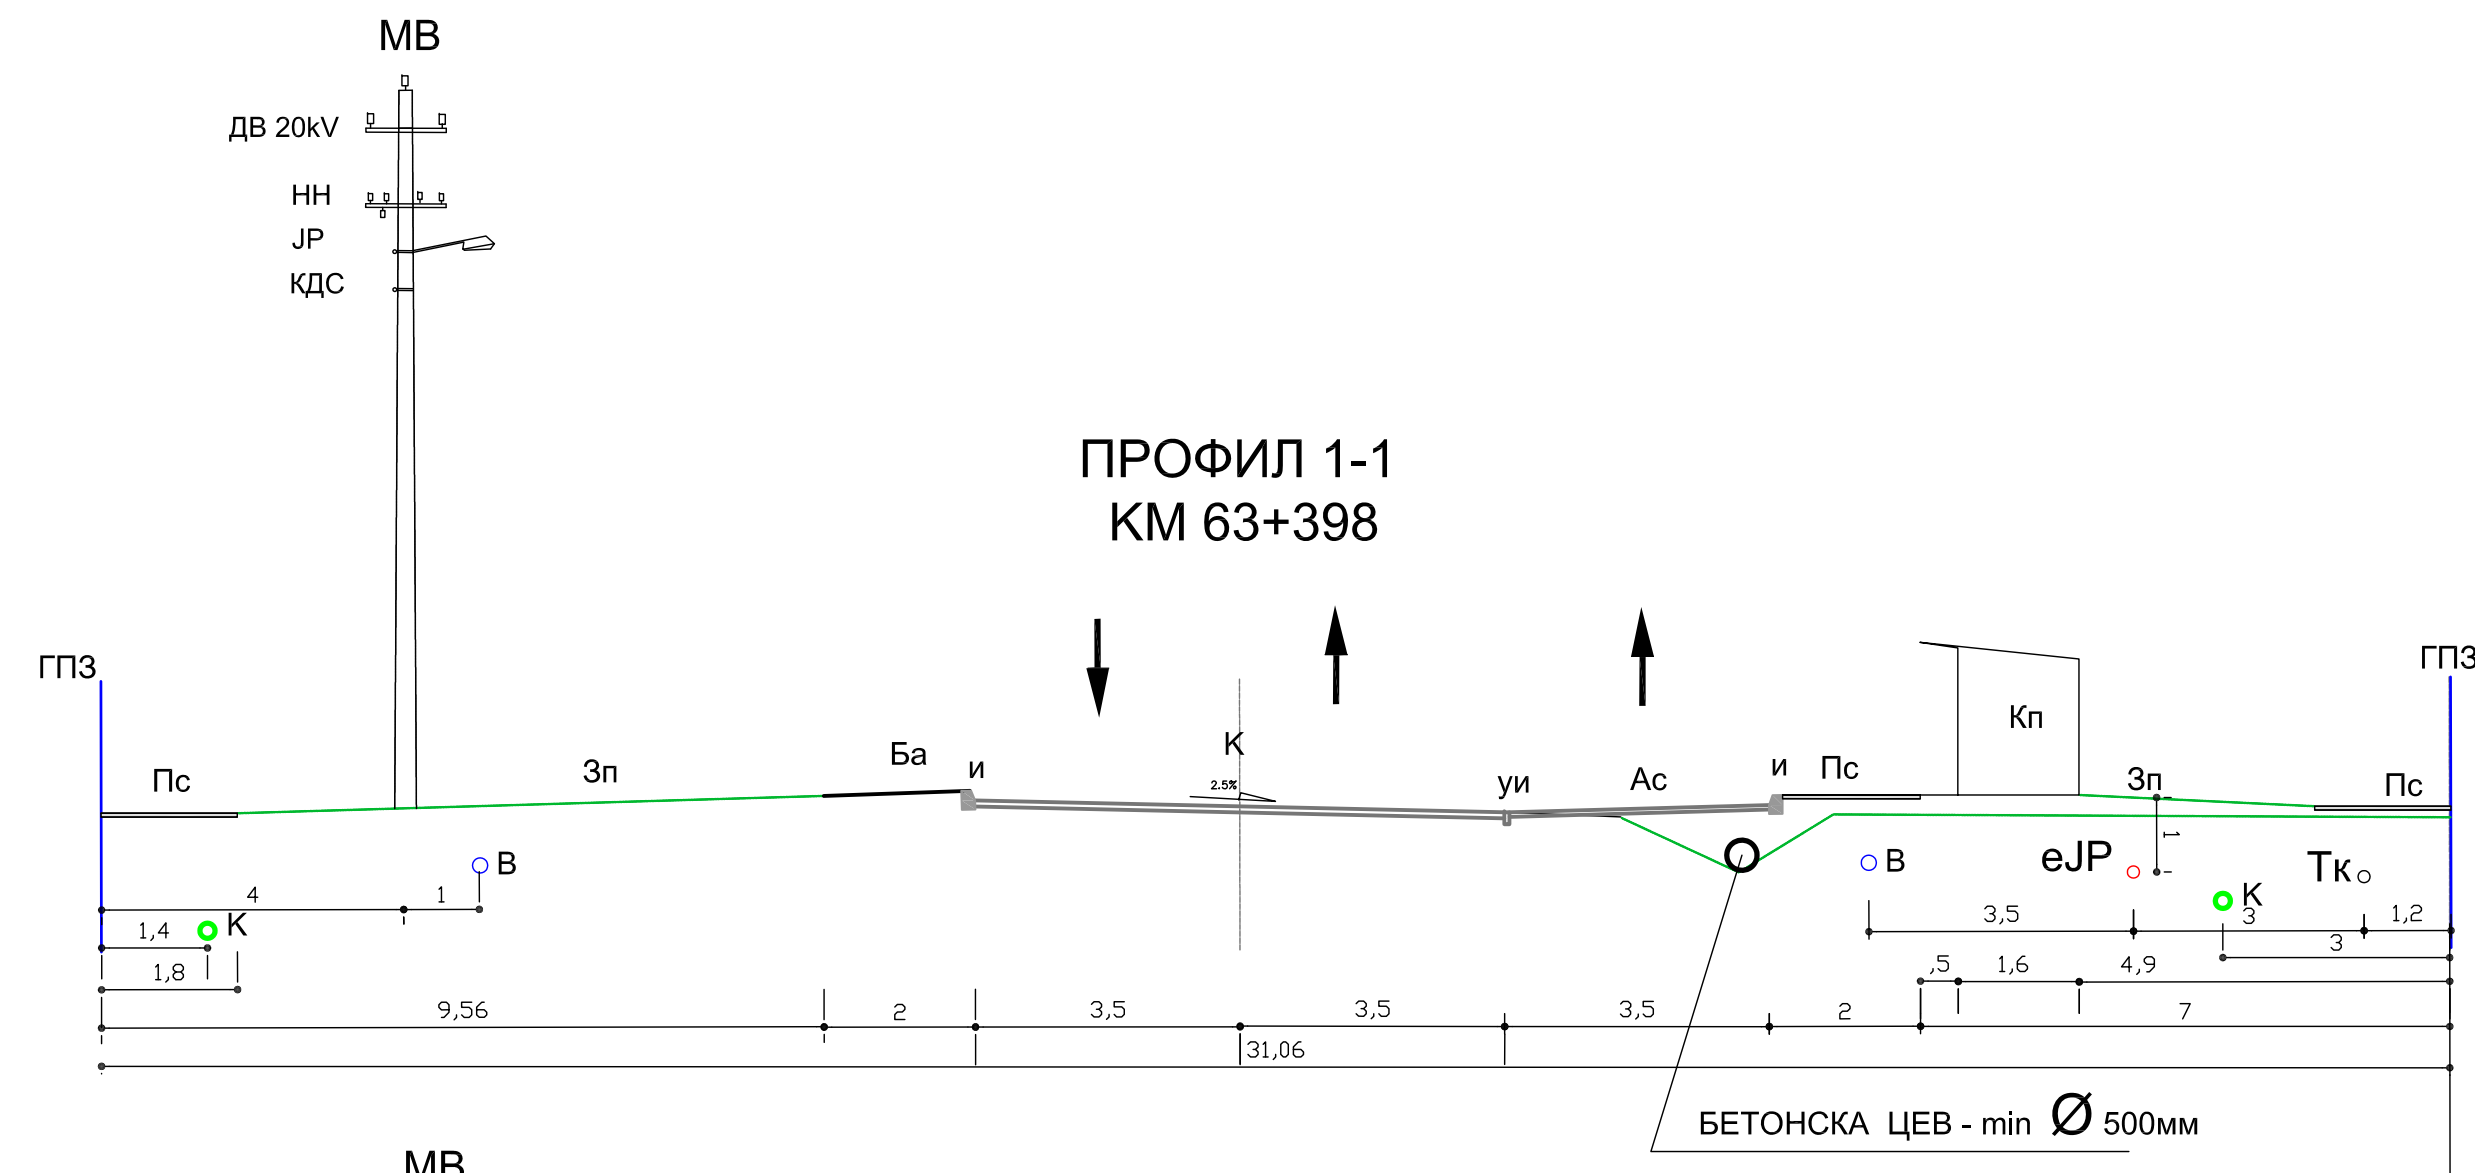 МВ
ДВ 20kV
НН
ЈР
КДС
ПРОФИЛ 1-1
КМ 63+398
ГПЗ
ГПЗ
Пс
Зп
Ба
и
К
2.5%
уи
Ас
и
Пс
Кп
Зп
Пс
В
В
еЈР
1
Тк
К
К
4
1
1,4
1,8
3,5
3
1,2
3
,5
1,6
4,9
9,56
2
3,5
3,5
3,5
2
7
31,06
БЕТОНСКА ЦЕВ - min Ø 500мм
МВ